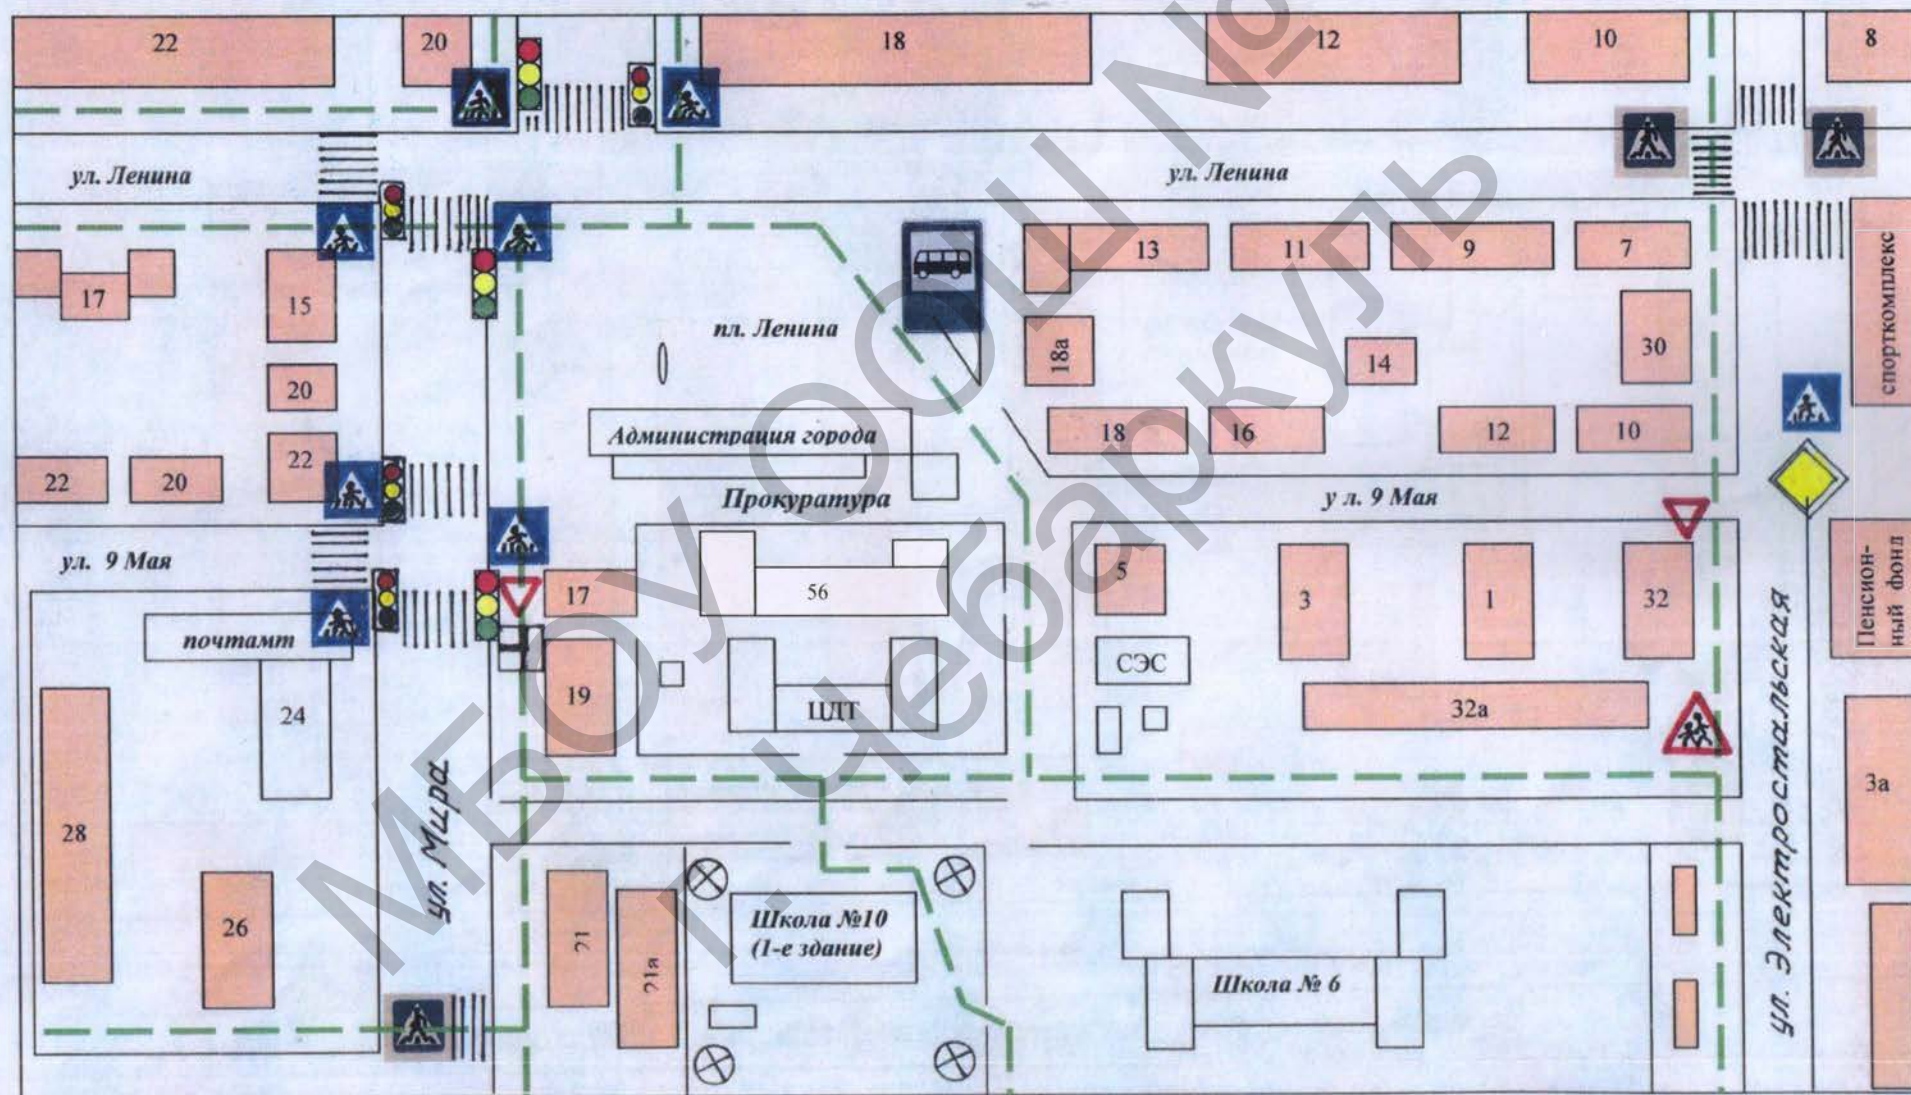 22
20
18
12
10
8
ул. Ленина
ул. Ленина
17
15
13
11
9
7
спорткомплекс
20
пл. Ленина
18а
14
30
22
20
22
Администрация города
18
16
12
10
Прокуратура
у л. 9 Мая
ул. 9 Мая
17
56
5
3
1
32
Пенсион-
ный фонд
почтамт
24
19
ЦДТ
СЭС
32а
28
26
ул. Мира
3а
ул. Электростальская
21
21а
Школа №10
(1-е здание)
Школа № 6
МБОУ ООШ №
г. Чебаркуль